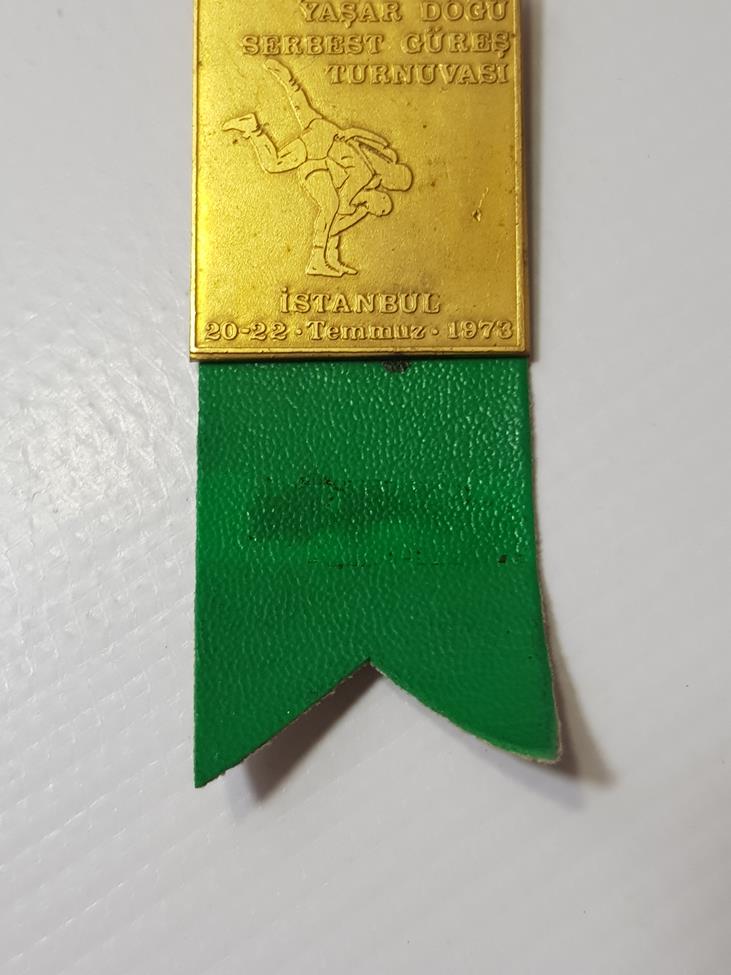 YAŞAR DOĞU
SERBEST GÜREŞ
TURNUVASI
İSTANBUL
20-22·Temmuz·1973